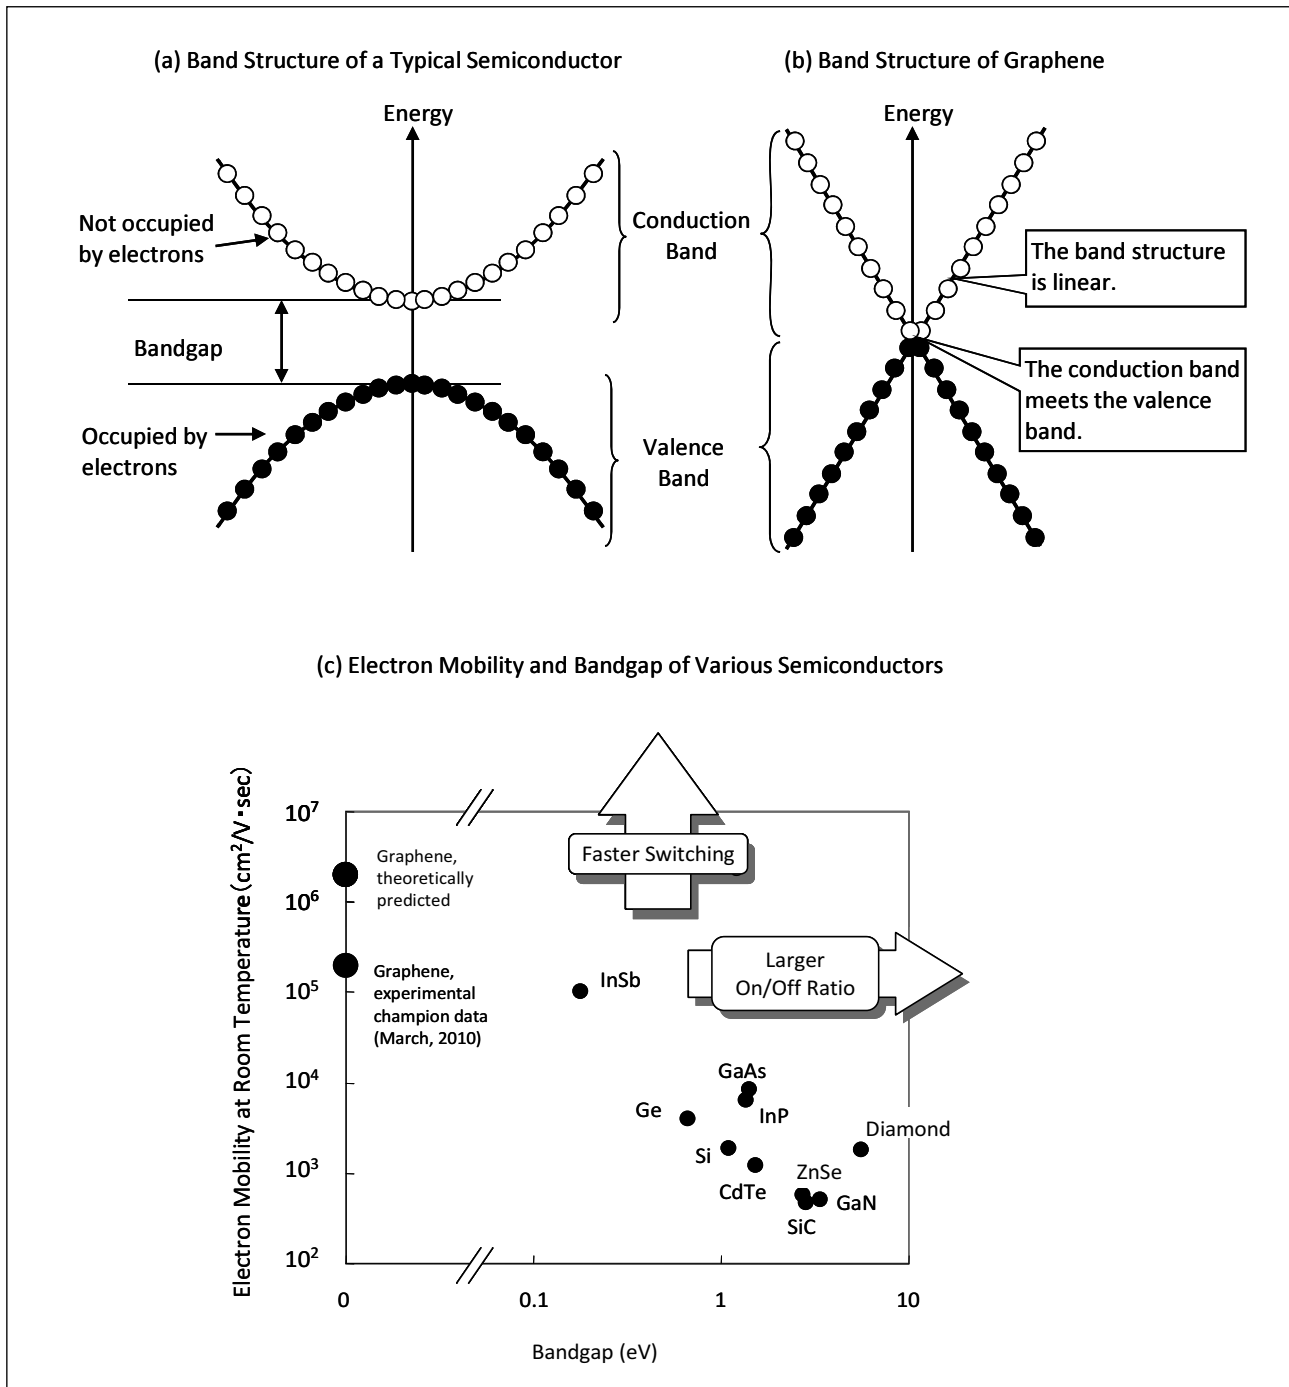 (a) Band Structure of a Typical Semiconductor
(b) Band Structure of Graphene
Energy
Energy
Not occupied
by electrons
Conduction
Band
The band structure
is linear.
Bandgap
The conduction band
meets the valence
band.
Occupied by
electrons
Valence
Band
(c) Electron Mobility and Bandgap of Various Semiconductors
Electron Mobility at Room Temperature (cm²/V・sec)
10⁷
10⁶
10⁵
10⁴
10³
10²
Graphene,
theoretically
predicted
Faster Switching
Graphene,
experimental
champion data
(March, 2010)
InSb
Larger
On/Off Ratio
GaAs
Ge
InP
Diamond
Si
ZnSe
CdTe
GaN
SiC
0
0.1
1
10
Bandgap (eV)